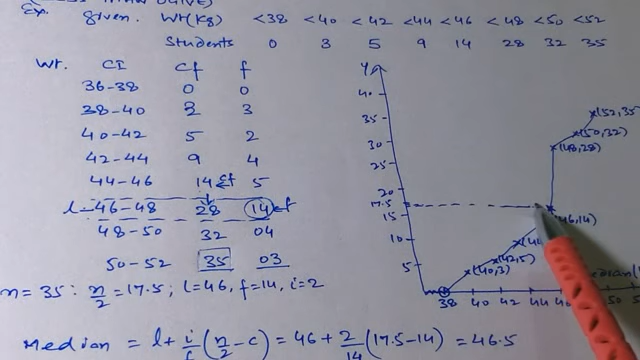 Ex. given. Wt(Kg) <38 <40 <42 <44 <46 <48 <50 <52
Students 0 3 5 9 14 28 32 35
Wt. CI Cf f
36-38 0 0
38-40 3 3
40-42 5 2
42-44 9 4
44-46 14 cf 5
l= 46-48 28 14 f
48-50 32 04
50-52 35 03
n=35 : n/2 =17.5 ; l=46, f=14, i=2
Median = l+ i/f (n/2 -c) = 46+ 2/14 (17.5-14) = 46.5
Y
40
35
30
25
20
17.5
15
10
5
38 40 42 44 46
(40,3)
(42,5)
(44
(46,14)
(48,28)
(50,32)
(52,35
median(